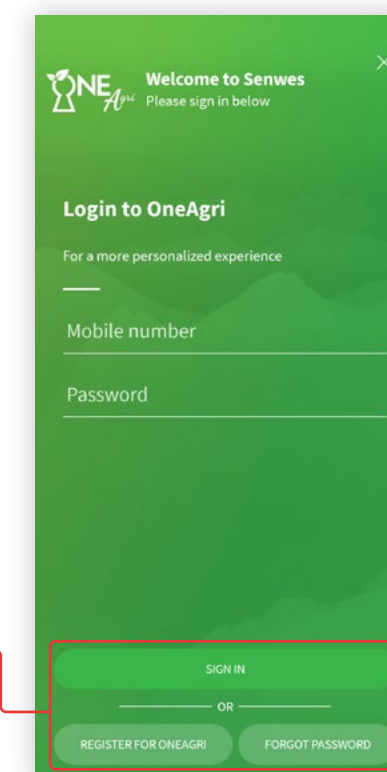 ONE Agri
Welcome to Senwes
Please sign in below
Login to OneAgri
For a more personalized experience
Mobile number
Password
SIGN IN
OR
REGISTER FOR ONEAGRI
FORGOT PASSWORD